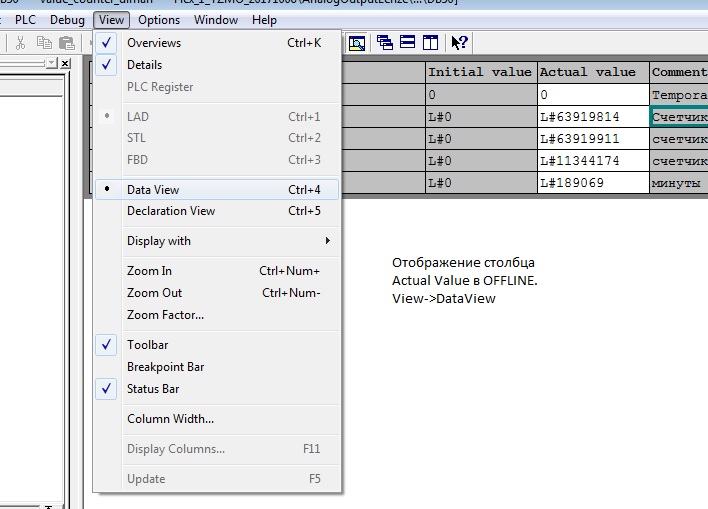 PLC Debug View Options Window Help
Overviews Ctrl+K
Details
PLC Register
LAD Ctrl+1
STL Ctrl+2
FBD Ctrl+3
Data View Ctrl+4
Declaration View Ctrl+5
Display with
Zoom In Ctrl+Num+
Zoom Out Ctrl+Num-
Zoom Factor...
Toolbar
Breakpoint Bar
Status Bar
Column Width...
Display Columns... F11
Update F5
Initial value Actual value Comment
0 0 Tempora
L#0 L#63919814 Счетчик
L#0 L#63919911 счетчик
L#0 L#11344174 счетчик
L#0 L#189069 минуты
Отображение столбца
Actual Value в OFFLINE.
View->DataView